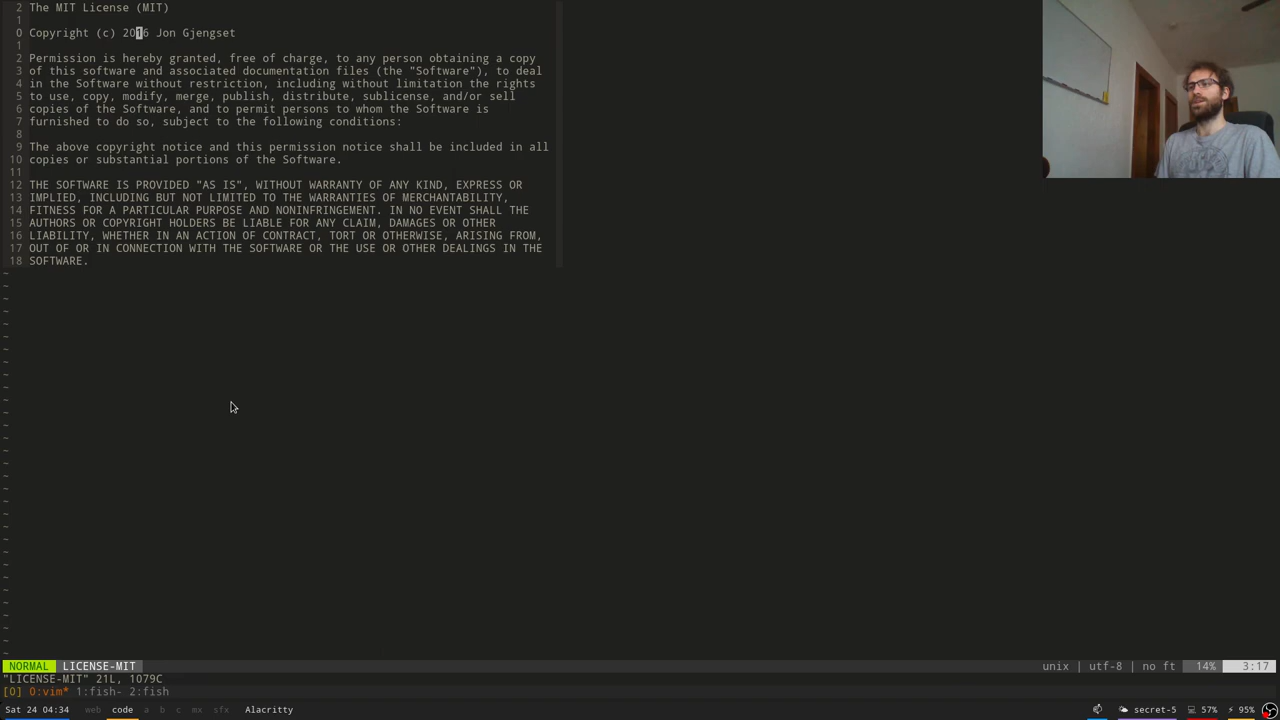 2 The MIT License (MIT)
1
0 Copyright (c) 2016 Jon Gjengset
1
2 Permission is hereby granted, free of charge, to any person obtaining a copy
3 of this software and associated documentation files (the "Software"), to deal
4 in the Software without restriction, including without limitation the rights
5 to use, copy, modify, merge, publish, distribute, sublicense, and/or sell
6 copies of the Software, and to permit persons to whom the Software is
7 furnished to do so, subject to the following conditions:
8
9 The above copyright notice and this permission notice shall be included in all
10 copies or substantial portions of the Software.
11
12 THE SOFTWARE IS PROVIDED "AS IS", WITHOUT WARRANTY OF ANY KIND, EXPRESS OR
13 IMPLIED, INCLUDING BUT NOT LIMITED TO THE WARRANTIES OF MERCHANTABILITY,
14 FITNESS FOR A PARTICULAR PURPOSE AND NONINFRINGEMENT. IN NO EVENT SHALL THE
15 AUTHORS OR COPYRIGHT HOLDERS BE LIABLE FOR ANY CLAIM, DAMAGES OR OTHER
16 LIABILITY, WHETHER IN AN ACTION OF CONTRACT, TORT OR OTHERWISE, ARISING FROM,
17 OUT OF OR IN CONNECTION WITH THE SOFTWARE OR THE USE OR OTHER DEALINGS IN THE
18 SOFTWARE.
NORMAL LICENSE-MIT unix | utf-8 | no ft 14% 3:17
"LICENSE-MIT" 21L, 1079C
[0] 0:vim* 1:fish- 2:fish
Sat 24 04:34 web code a b c mx sfx Alacritty secret-5 57% 95%